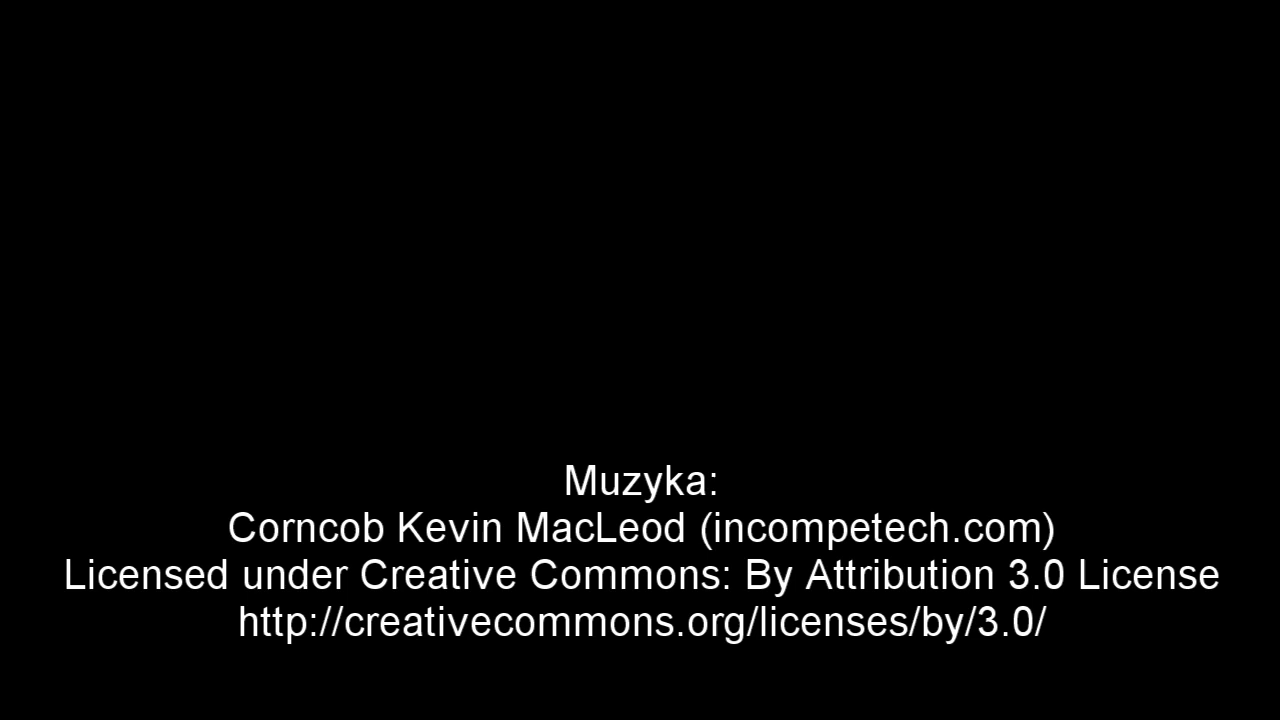 Muzyka:
Corncob Kevin MacLeod (incompetech.com)
Licensed under Creative Commons: By Attribution 3.0 License
http://creativecommons.org/licenses/by/3.0/